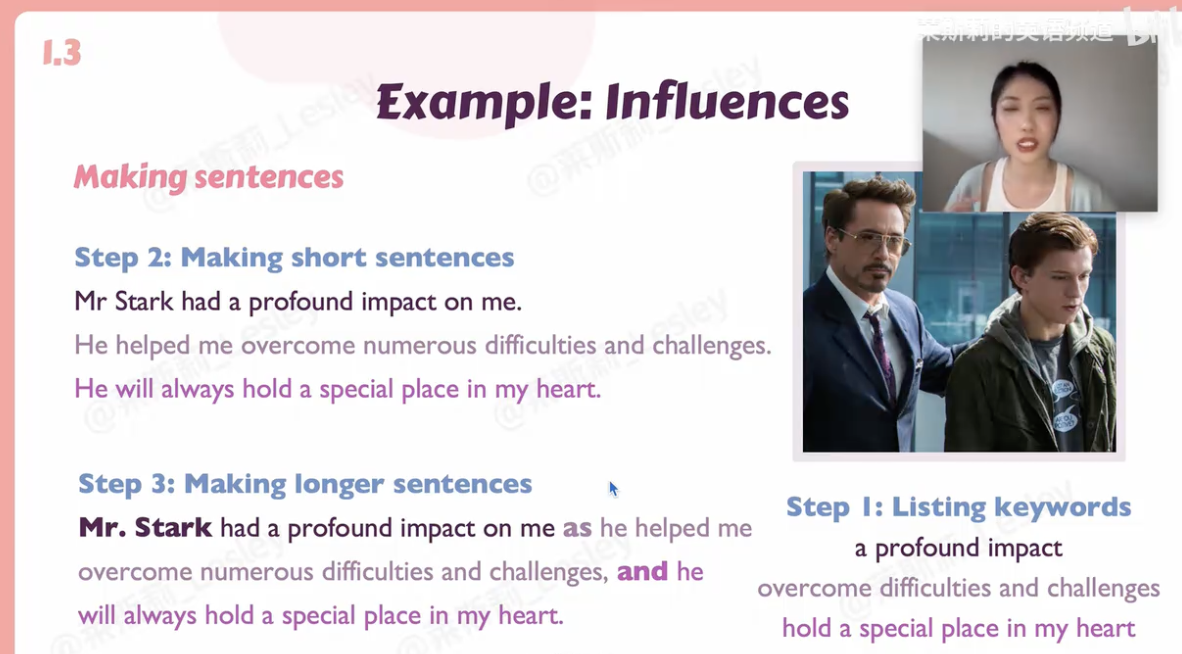 莱斯莉的英语频道
1.3
Example: Influences
Making sentences
Step 2: Making short sentences
Mr Stark had a profound impact on me.
He helped me overcome numerous difficulties and challenges.
He will always hold a special place in my heart.
Step 3: Making longer sentences
Mr. Stark had a profound impact on me as he helped me
overcome numerous difficulties and challenges, and he
will always hold a special place in my heart.
Step 1: Listing keywords
a profound impact
overcome difficulties and challenges
hold a special place in my heart
@莱斯莉_Lesley